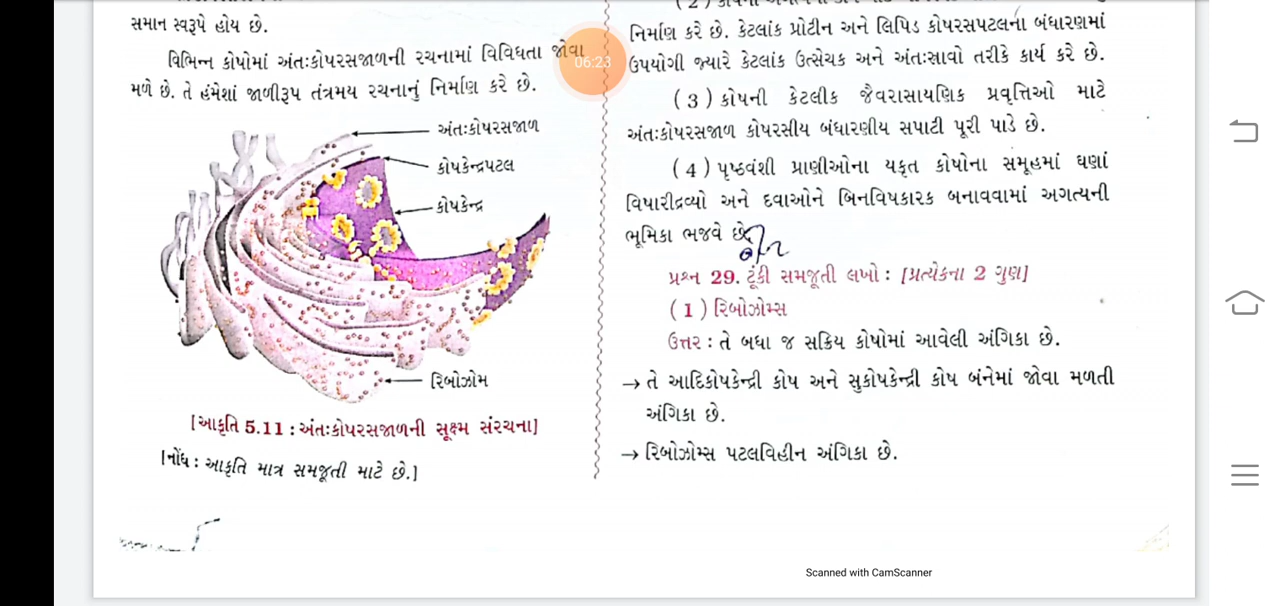 સમાન સ્વરૂપે હોય છે.
વિભિન્ન કોષોમાં અંતઃકોષરસજાળની રચનામાં વિવિધતા જોવા
મળે છે. તે હંમેશાં જાળીરૂપ તંત્રમય રચનાનું નિર્માણ કરે છે.
અંતઃકોષરસજાળ
કોષકેન્દ્રપટલ
કોષકેન્દ્ર
રિબોઝોમ
[આકૃતિ 5.11 : અંતઃકોષરસજાળની સૂક્ષ્મ સંરચના]
[નોંધ : આકૃતિ માત્ર સમજૂતી માટે છે.]
06:23
નિર્માણ કરે છે. કેટલાંક પ્રોટીન અને લિપિડ કોષરસપટલના બંધારણમાં
ઉપયોગી જ્યારે કેટલાંક ઉત્સેચક અને અંતઃસ્રાવો તરીકે કાર્ય કરે છે.
(3) કોષની કેટલીક જૈવરાસાયણિક પ્રવૃત્તિઓ માટે
અંતઃકોષરસજાળ કોષરસીય બંધારણીય સપાટી પૂરી પાડે છે.
(4) પૃષ્ઠવંશી પ્રાણીઓના યકૃત કોષોના સમૂહમાં ઘણાં
વિષારીદ્રવ્યો અને દવાઓને બિનવિષકારક બનાવવામાં અગત્યની
ભૂમિકા ભજવે છે.
પ્રશ્ન 29. ટૂંકી સમજૂતી લખો : [પ્રત્યેકના 2 ગુણ]
(1) રિબોઝોમ્સ
ઉત્તર : તે બધા જ સક્રિય કોષોમાં આવેલી અંગિકા છે.
→ તે આદિકોષકેન્દ્રી કોષ અને સુકોષકેન્દ્રી કોષ બંનેમાં જોવા મળતી
અંગિકા છે.
→ રિબોઝોમ્સ પટલવિહીન અંગિકા છે.
Scanned with CamScanner